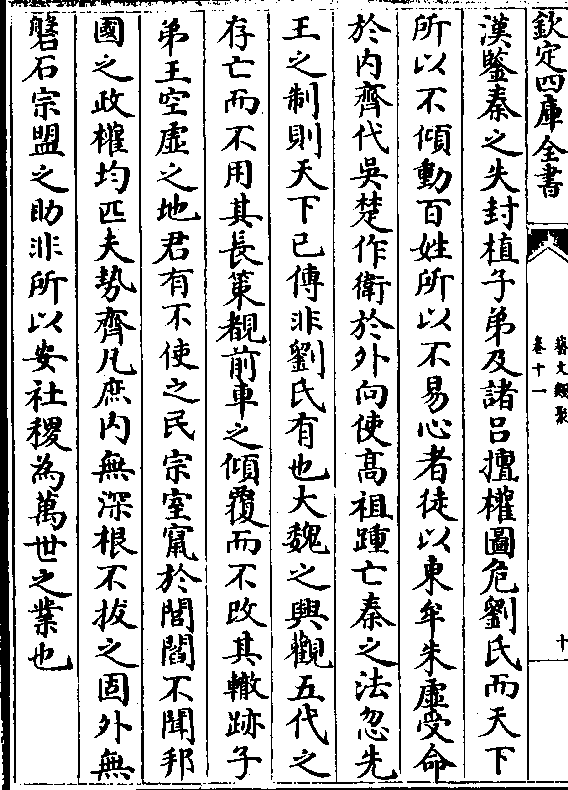 欽定四庫全書
藝文類聚
卷十一
十
漢鑒秦之失封植子弟及諸呂擅權圖危劉氏而天下
所以不傾動百姓所以不易心者徒以東牟朱虛受命
於内齊代吳楚作衛於外向使髙祖踵亡秦之法忽先
王之制則天下已傳非劉氏有也大魏之興觀五代之
存亡而不用其長策覩前車之傾覆而不改其轍跡子
弟王空虛之地君有不使之民宗室竄於閭閻不聞邦
國之政權均匹夫勢齊凡庶内無深根不拔之固外無
磐石宗盟之助非所以安社稷為萬世之業也